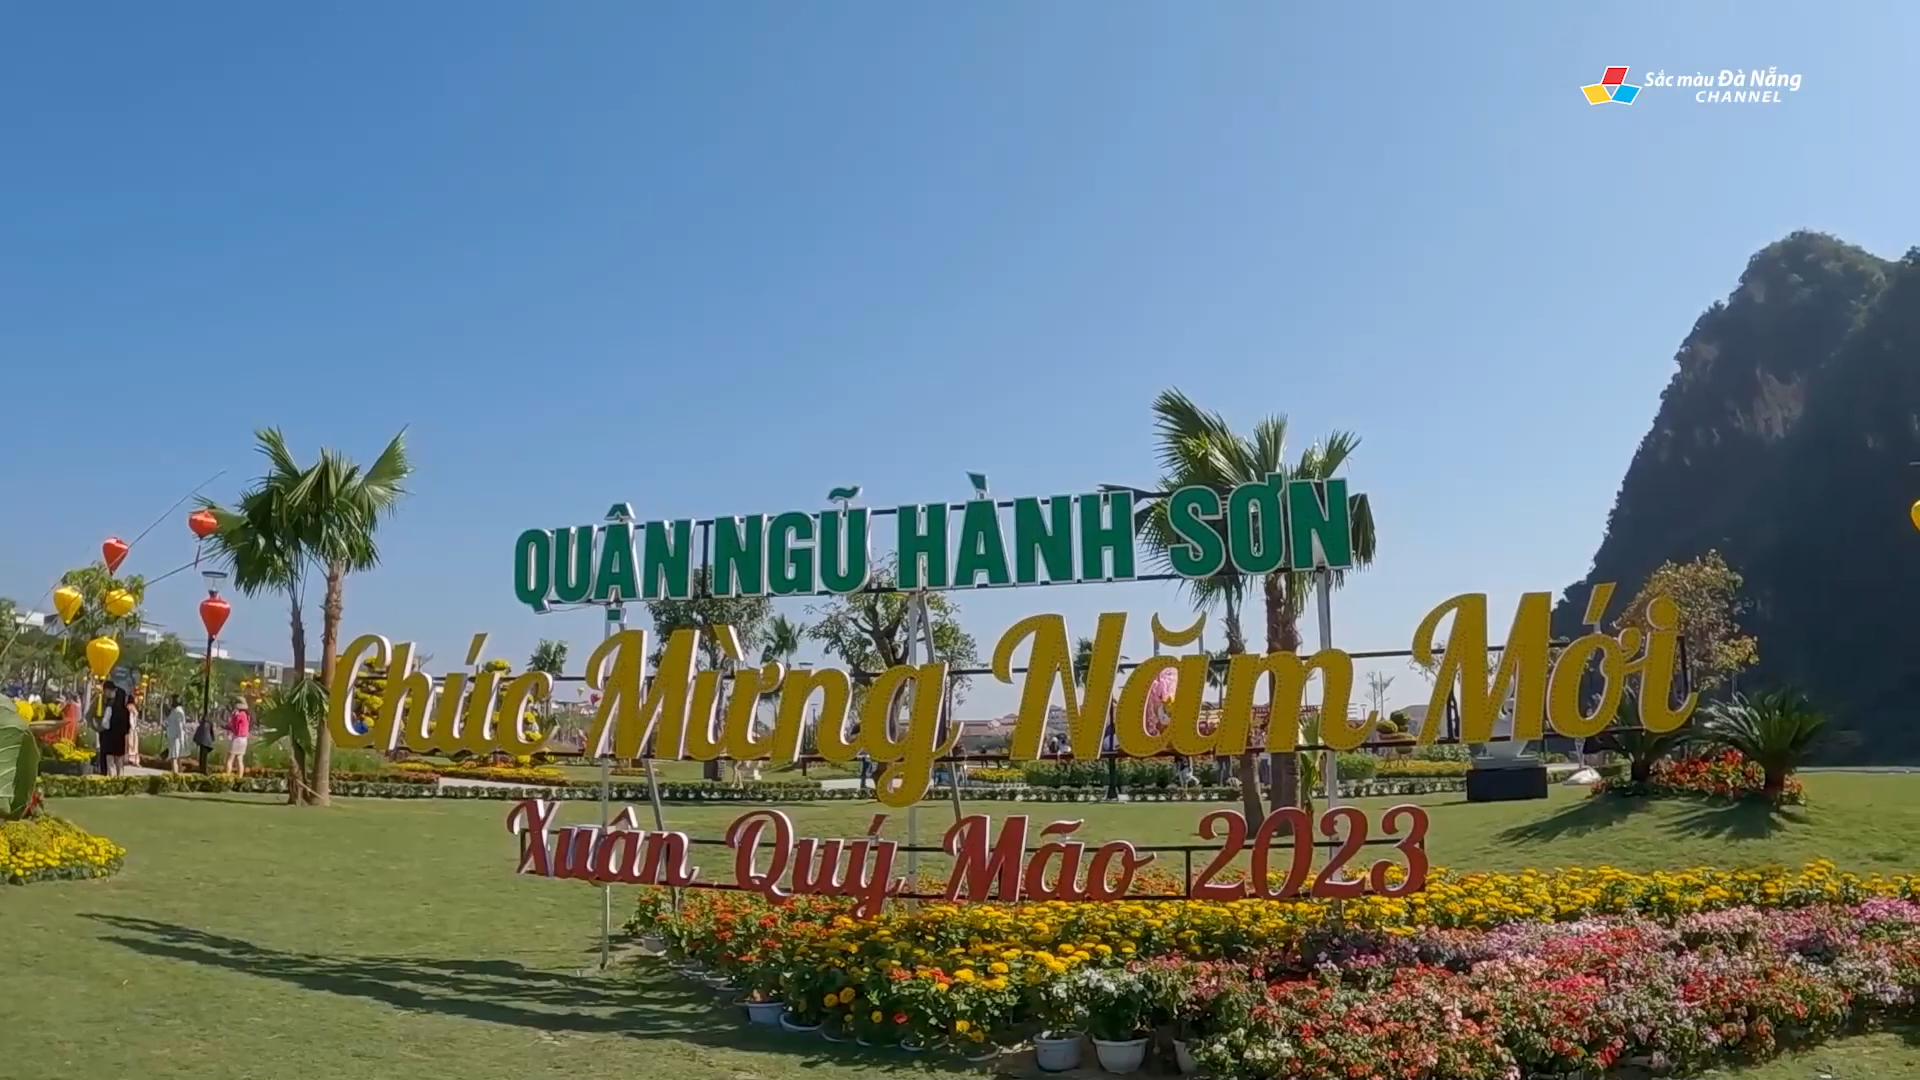 Sắc màu Đà Nẵng
CHANNEL
QUẬN NGŨ HÀNH SƠN
Chúc Mừng Năm Mới
Xuân Quý Mão 2023